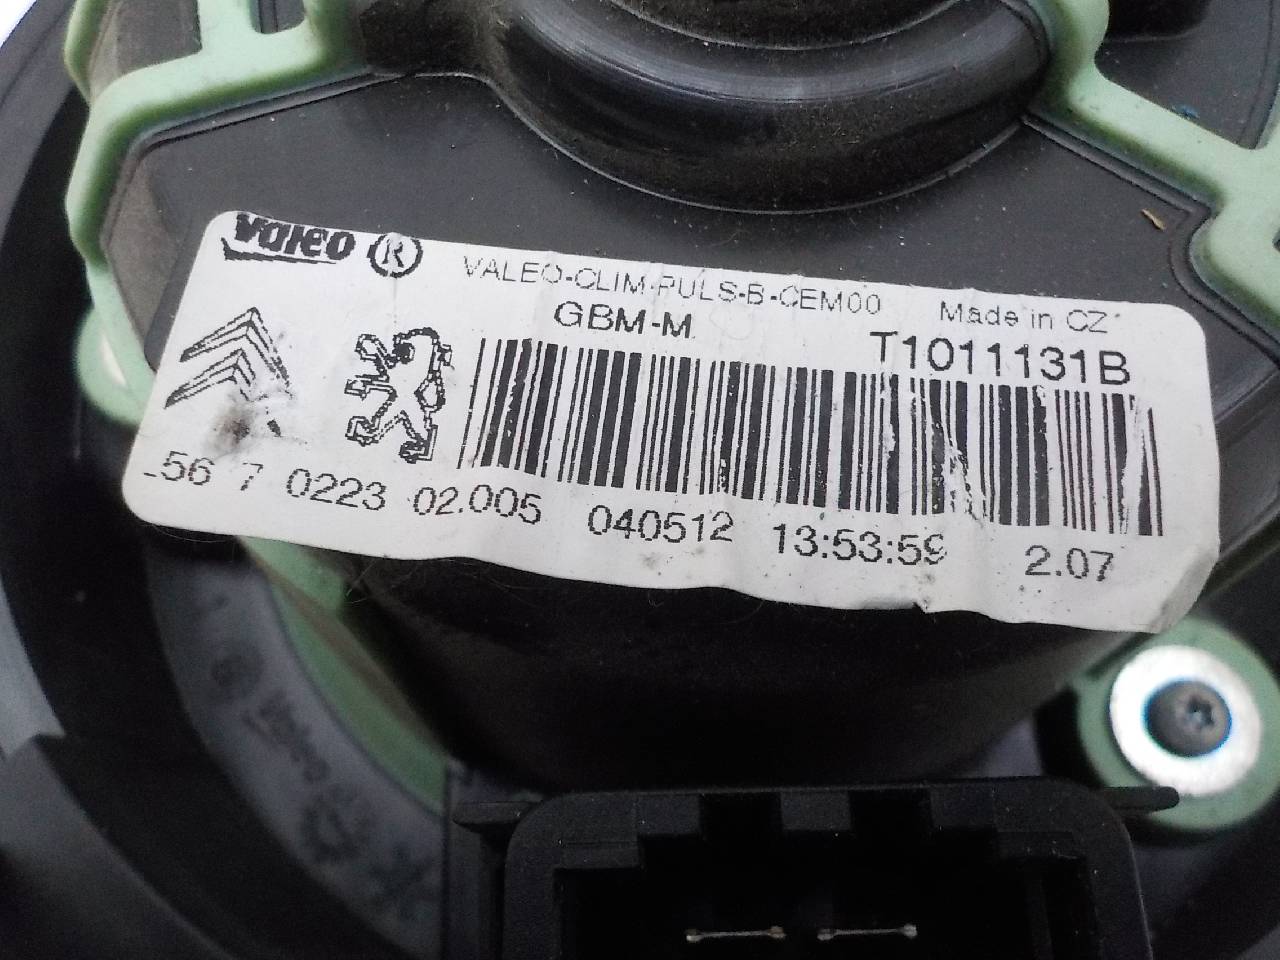 Valeo ®
VALEO-CLIM-PULS-B-CEM00 Made in CZ
GBM-M T1011131B
_56 7 0223 02.005 040512 13:53:59 2.07